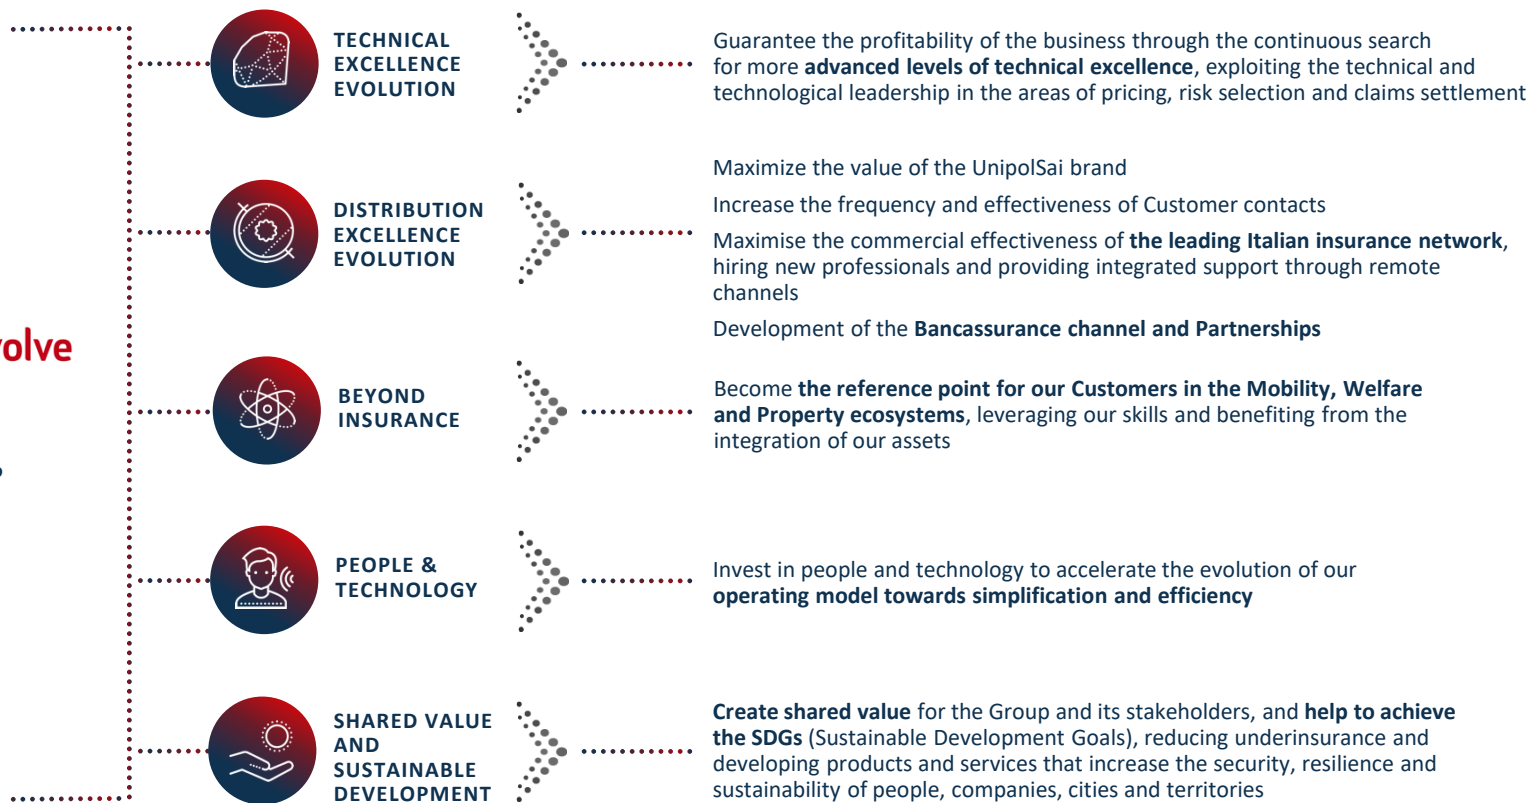 TECHNICAL
EXCELLENCE
EVOLUTION
Guarantee the profitability of the business through the continuous search
for more advanced levels of technical excellence, exploiting the technical and
technological leadership in the areas of pricing, risk selection and claims settlement
DISTRIBUTION
EXCELLENCE
EVOLUTION
Maximize the value of the UnipolSai brand
Increase the frequency and effectiveness of Customer contacts
Maximise the commercial effectiveness of the leading Italian insurance network,
hiring new professionals and providing integrated support through remote
channels
Development of the Bancassurance channel and Partnerships
BEYOND
INSURANCE
Become the reference point for our Customers in the Mobility, Welfare
and Property ecosystems, leveraging our skills and benefiting from the
integration of our assets
PEOPLE &
TECHNOLOGY
Invest in people and technology to accelerate the evolution of our
operating model towards simplification and efficiency
SHARED VALUE
AND
SUSTAINABLE
DEVELOPMENT
Create shared value for the Group and its stakeholders, and help to achieve
the SDGs (Sustainable Development Goals), reducing underinsurance and
developing products and services that increase the security, resilience and
sustainability of people, companies, cities and territories